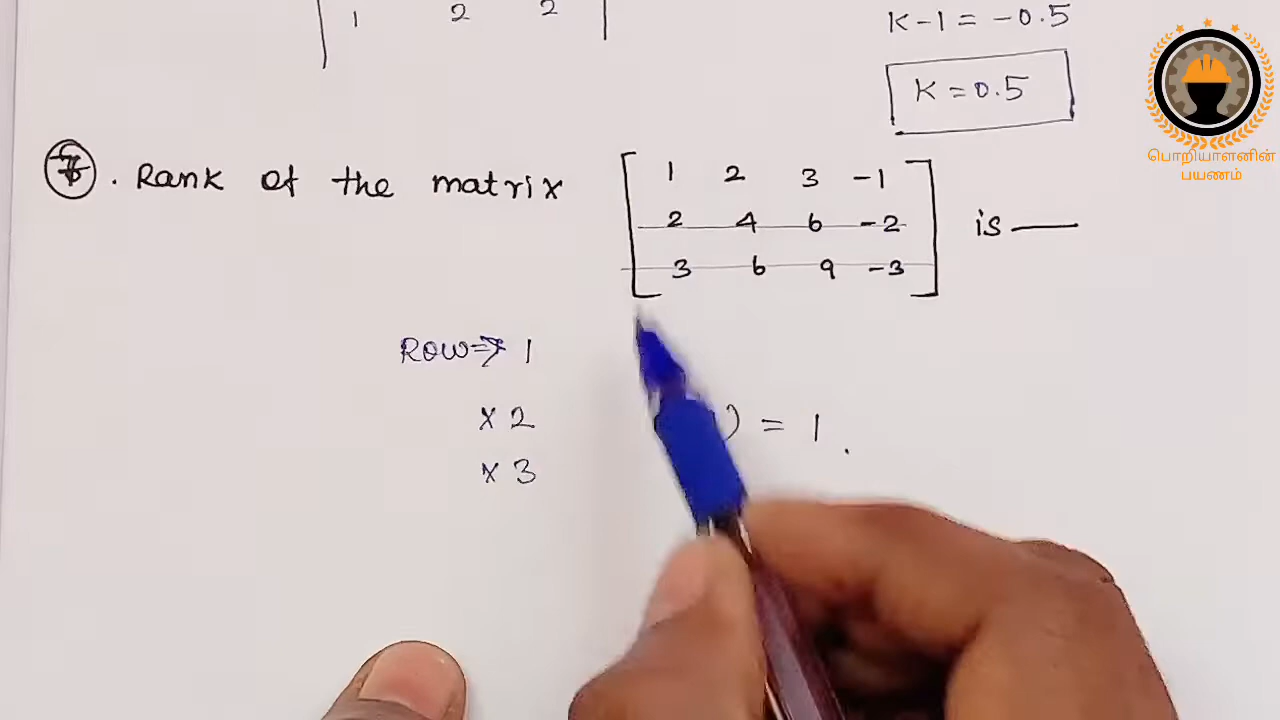 1 2 2
K-1 = -0.5
K = 0.5
7. Rank of the matrix
1 2 3 -1
2 4 6 -2
3 6 9 -3
is
Row ⇒ 1
× 2
) = 1.
× 3
பொறியாளனின்
பயணம்